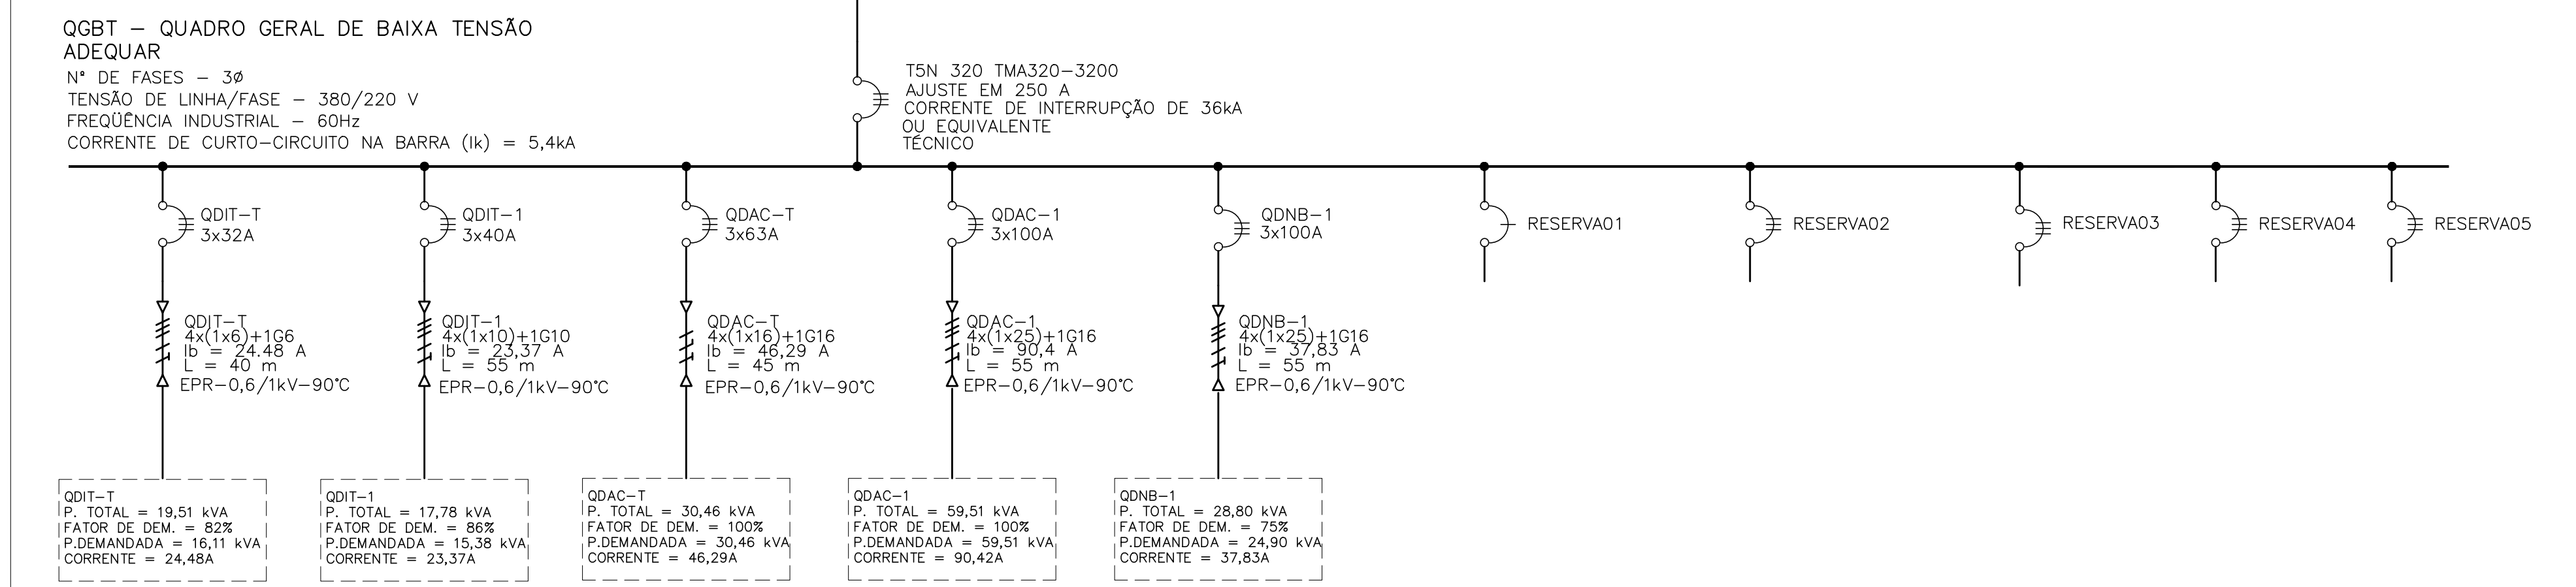 QGBT – QUADRO GERAL DE BAIXA TENSÃO
ADEQUAR
Nº DE FASES – 3Ø
TENSÃO DE LINHA/FASE – 380/220 V
FREQÜÊNCIA INDUSTRIAL – 60Hz
CORRENTE DE CURTO-CIRCUITO NA BARRA (Ik) = 5,4kA
T5N 320 TMA320-3200
AJUSTE EM 250 A
CORRENTE DE INTERRUPÇÃO DE 36kA
OU EQUIVALENTE
TÉCNICO
QDIT-T
3x32A
QDIT-1
3x40A
QDAC-T
3x63A
QDAC-1
3x100A
QDNB-1
3x100A
RESERVA01
RESERVA02
RESERVA03
RESERVA04
RESERVA05
QDIT-T
4x(1x6)+1G6
Ib = 24.48 A
L = 40 m
EPR-0,6/1kV-90°C
QDIT-1
4x(1x10)+1G10
Ib = 23,37 A
L = 55 m
EPR-0,6/1kV-90°C
QDAC-T
4x(1x16)+1G16
Ib = 46,29 A
L = 45 m
EPR-0,6/1kV-90°C
QDAC-1
4x(1x25)+1G16
Ib = 90,4 A
L = 55 m
EPR-0,6/1kV-90°C
QDNB-1
4x(1x25)+1G16
Ib = 37,83 A
L = 55 m
EPR-0,6/1kV-90°C
QDIT-T
P. TOTAL = 19,51 kVA
FATOR DE DEM. = 82%
P.DEMANDADA = 16,11 kVA
CORRENTE = 24,48A
QDIT-1
P. TOTAL = 17,78 kVA
FATOR DE DEM. = 86%
P.DEMANDADA = 15,38 kVA
CORRENTE = 23,37A
QDAC-T
P. TOTAL = 30,46 kVA
FATOR DE DEM. = 100%
P.DEMANDADA = 30,46 kVA
CORRENTE = 46,29A
QDAC-1
P. TOTAL = 59,51 kVA
FATOR DE DEM. = 100%
P.DEMANDADA = 59,51 kVA
CORRENTE = 90,42A
QDNB-1
P. TOTAL = 28,80 kVA
FATOR DE DEM. = 75%
P.DEMANDADA = 24,90 kVA
CORRENTE = 37,83A